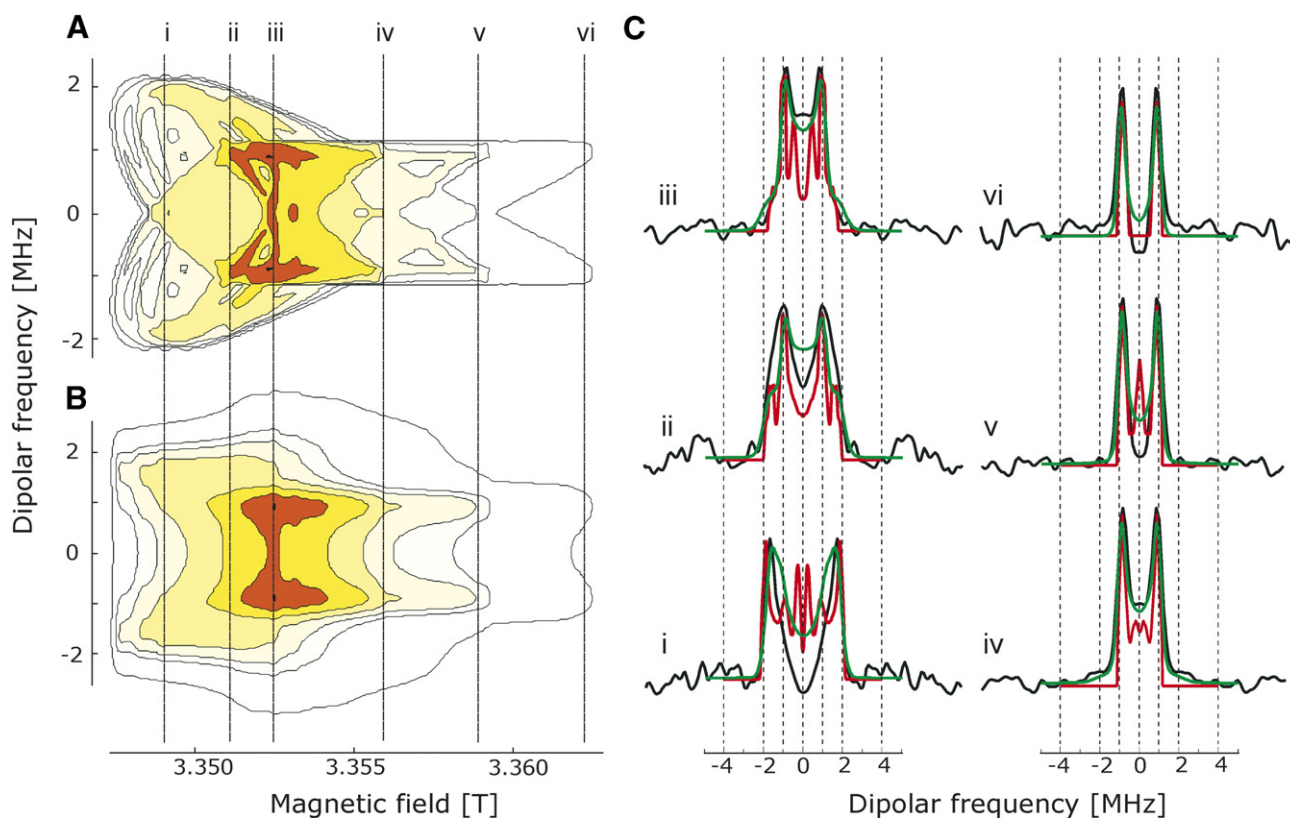 A
i ii iii iv v vi
2
0
-2
Dipolar frequency [MHz]
B
2
0
-2
3.350 3.355 3.360
Magnetic field [T]
C
iii
vi
ii
v
i
iv
-4 -2 0 2 4
-4 -2 0 2 4
Dipolar frequency [MHz]